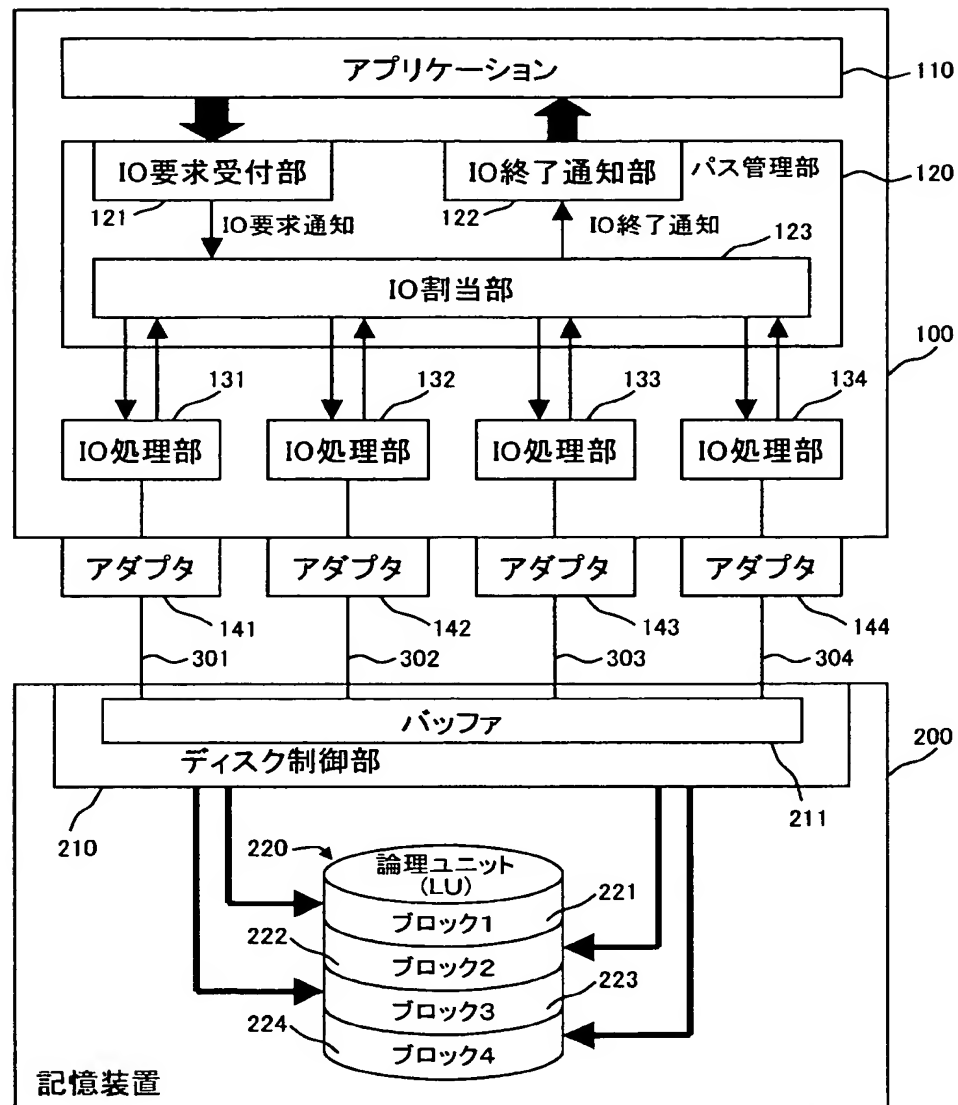 アプリケーション
110
IO要求受付部
IO終了通知部
パス管理部
120
121
IO要求通知
122
IO終了通知
123
IO割当部
100
131
132
133
134
IO処理部
IO処理部
IO処理部
IO処理部
アダプタ
アダプタ
アダプタ
アダプタ
141
142
143
144
301
302
303
304
バッファ
ディスク制御部
200
210
211
220
論理ユニット
(LU)
221
ブロック1
222
ブロック2
223
ブロック3
224
ブロック4
記憶装置